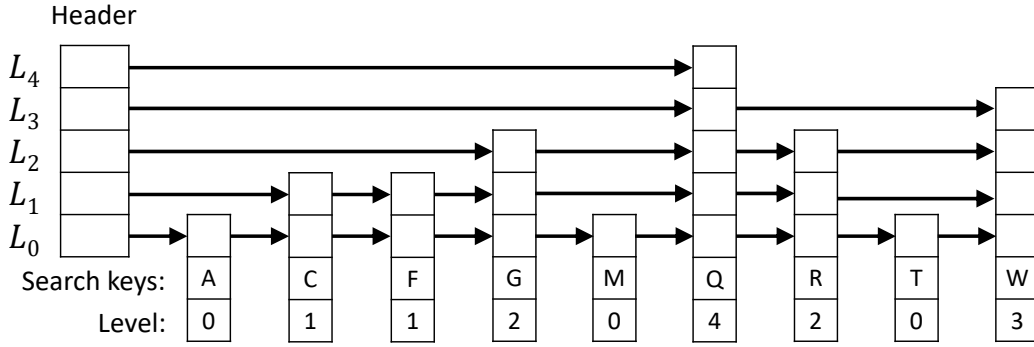 Header
L₄
L₃
L₂
L₁
L₀
Search keys: A C F G M Q R T W
Level: 0 1 1 2 0 4 2 0 3